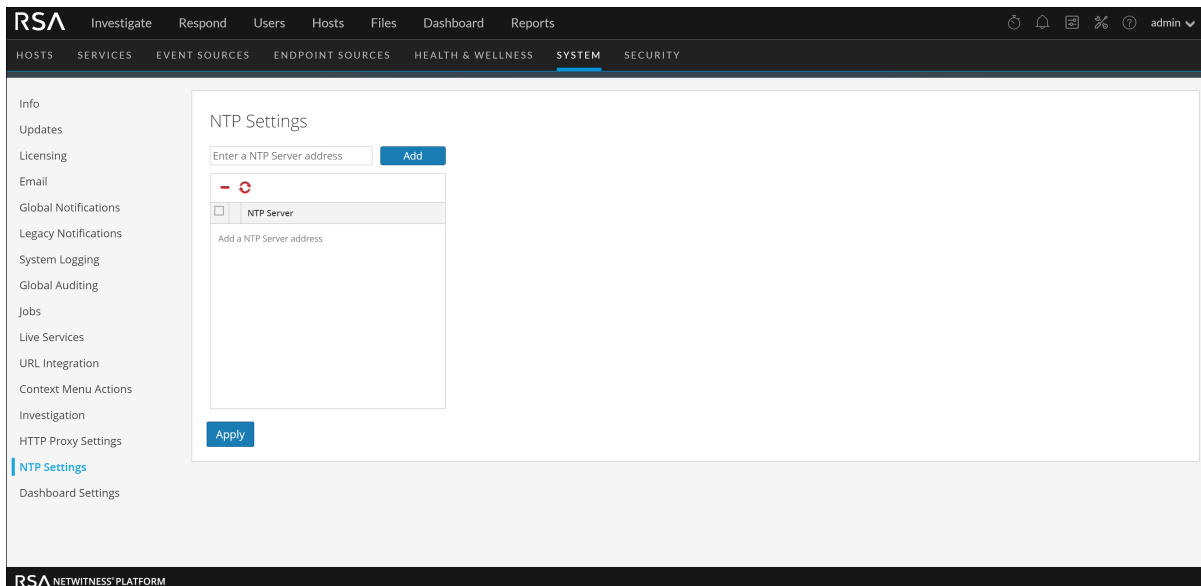 RSA Investigate Respond Users Hosts Files Dashboard Reports admin
HOSTS SERVICES EVENT SOURCES ENDPOINT SOURCES HEALTH & WELLNESS SYSTEM SECURITY
Info
Updates
Licensing
Email
Global Notifications
Legacy Notifications
System Logging
Global Auditing
Jobs
Live Services
URL Integration
Context Menu Actions
Investigation
HTTP Proxy Settings
NTP Settings
Dashboard Settings
NTP Settings
Enter a NTP Server address Add
NTP Server
Add a NTP Server address
Apply
RSA NETWITNESS® PLATFORM